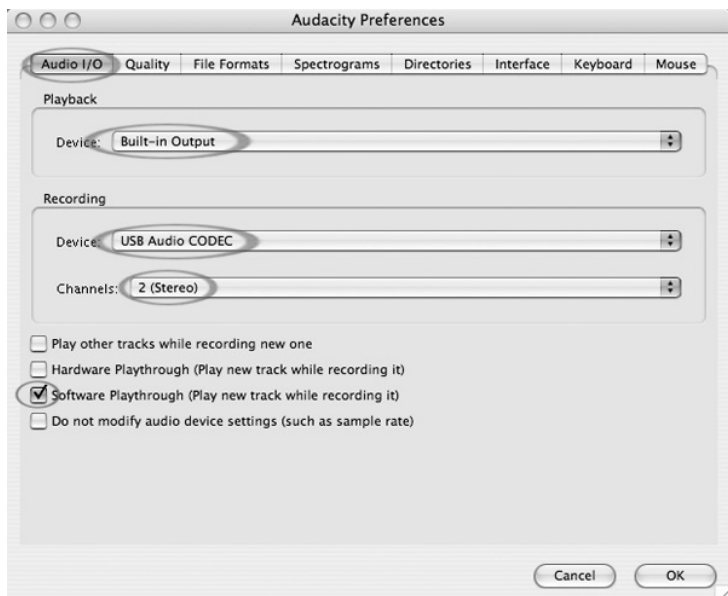 Audacity Preferences
Audio I/O Quality File Formats Spectrograms Directories Interface Keyboard Mouse
Playback
Device: Built-in Output
Recording
Device: USB Audio CODEC
Channels: 2 (Stereo)
Play other tracks while recording new one
Hardware Playthrough (Play new track while recording it)
Software Playthrough (Play new track while recording it)
Do not modify audio device settings (such as sample rate)
Cancel OK